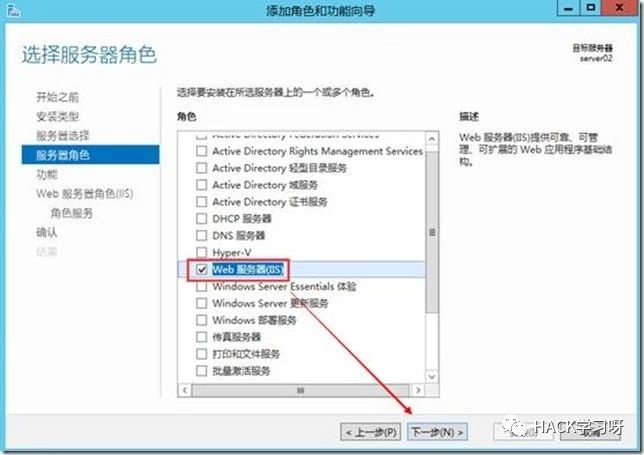 添加角色和功能向导
选择服务器角色
目标服务器
server02
开始之前
安装类型
服务器选择
服务器角色
功能
Web 服务器角色(IIS)
角色服务
确认
结果
选择要安装在所选服务器上的一个或多个角色。
角色
Active Directory Federation Services
Active Directory Rights Management Services
Active Directory 轻型目录服务
Active Directory 域服务
Active Directory 证书服务
DHCP 服务器
DNS 服务器
Hyper-V
Web 服务器(IIS)
Windows Server Essentials 体验
Windows Server 更新服务
Windows 部署服务
传真服务器
打印和文件服务
批量激活服务
描述
Web 服务器(IIS)提供可靠、可管
理、可扩展的 Web 应用程序基础结
构。
< 上一步(P)
下一步(N) >
取消
HACK学习呀